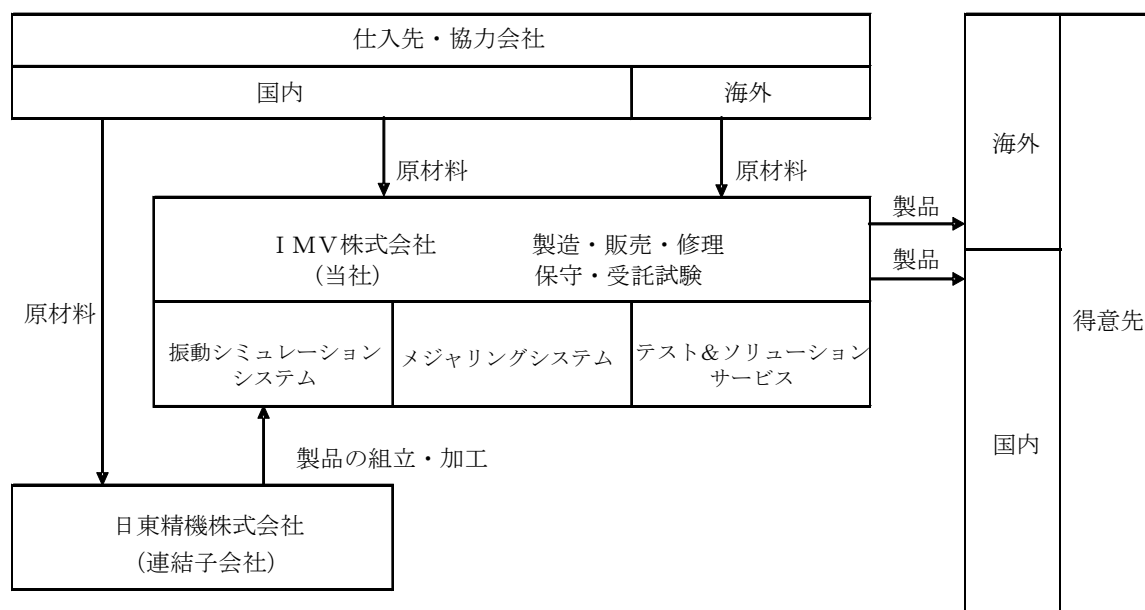 仕入先・協力会社
国内
海外
原材料
原材料
海外
製品
ＩＭＶ株式会社
(当社)
製造・販売・修理
保守・受託試験
製品
原材料
得意先
振動シミュレーション
システム
メジャリングシステム
テスト＆ソリューション
サービス
国内
製品の組立・加工
日東精機株式会社
(連結子会社)